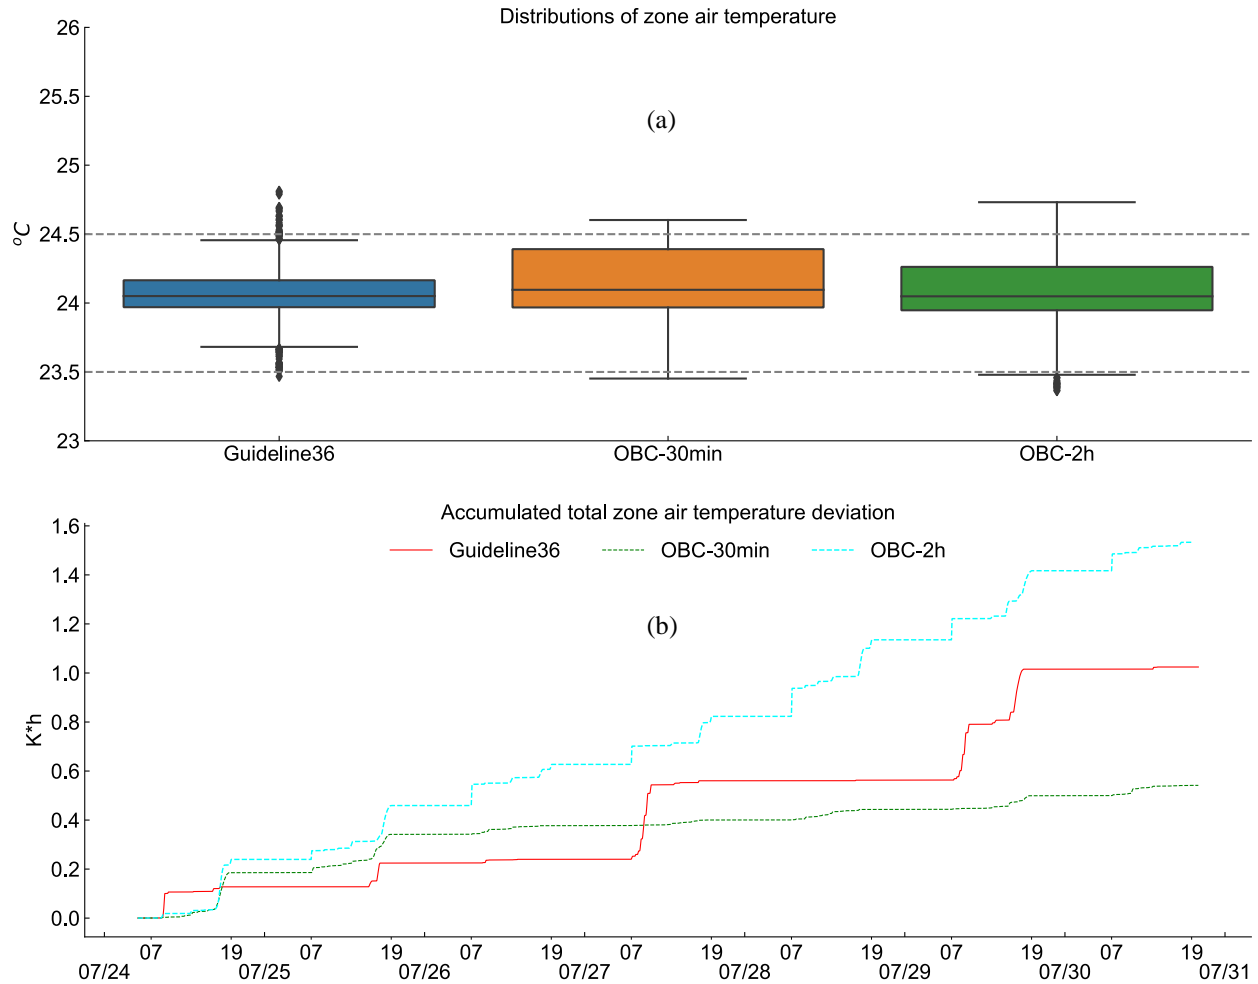 Distributions of zone air temperature
26
25.5
(a)
25
°C
24.5
24
23.5
23
Guideline36 OBC-30min OBC-2h
Accumulated total zone air temperature deviation
Guideline36 OBC-30min OBC-2h
1.6
1.4
(b)
1.2
1.0
K*h
0.8
0.6
0.4
0.2
0.0
07 19 07 19 07 19 07 19 07 19 07 19 07 19
07/24 07/25 07/26 07/27 07/28 07/29 07/30 07/31